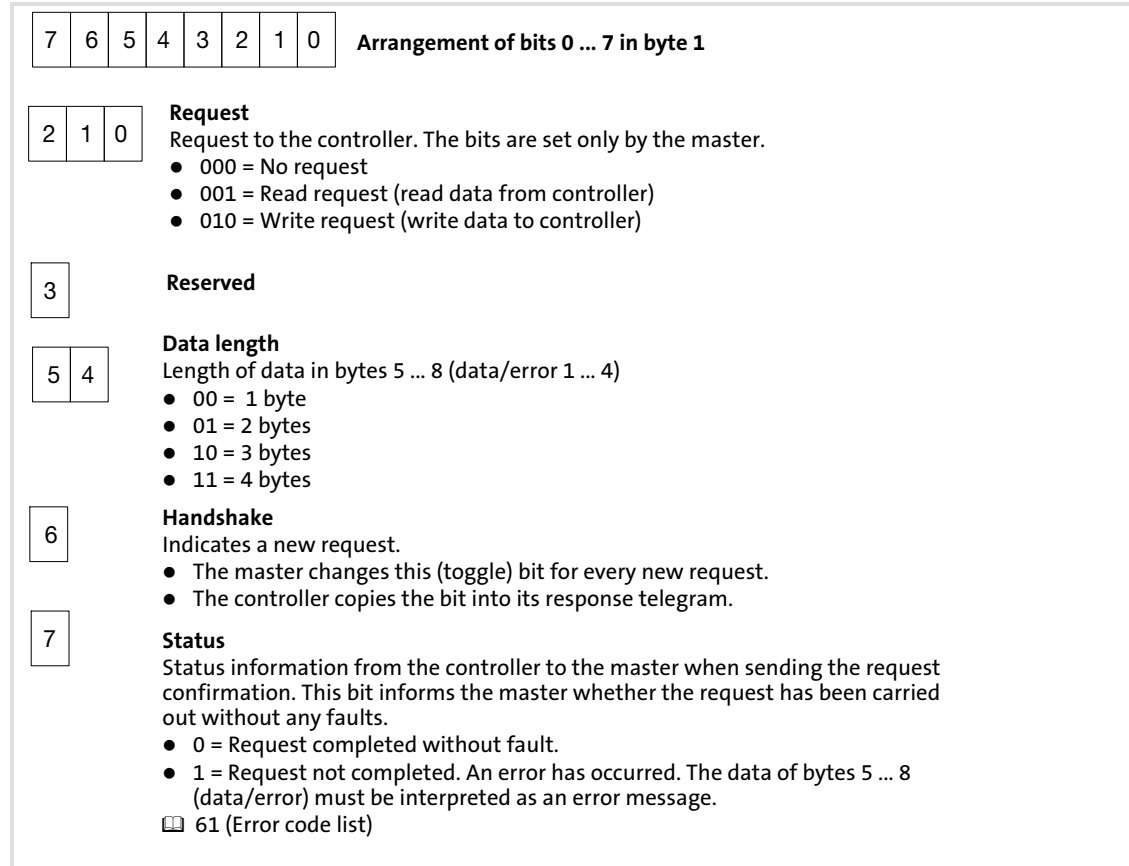 7 6 5 4 3 2 1 0 Arrangement of bits 0 ... 7 in byte 1
2 1 0
Request
Request to the controller. The bits are set only by the master.
● 000 = No request
● 001 = Read request (read data from controller)
● 010 = Write request (write data to controller)
3 Reserved
5 4
Data length
Length of data in bytes 5 ... 8 (data/error 1 ... 4)
● 00 = 1 byte
● 01 = 2 bytes
● 10 = 3 bytes
● 11 = 4 bytes
6
Handshake
Indicates a new request.
● The master changes this (toggle) bit for every new request.
● The controller copies the bit into its response telegram.
7
Status
Status information from the controller to the master when sending the request
confirmation. This bit informs the master whether the request has been carried
out without any faults.
● 0 = Request completed without fault.
● 1 = Request not completed. An error has occurred. The data of bytes 5 ... 8
(data/error) must be interpreted as an error message.
61 (Error code list)